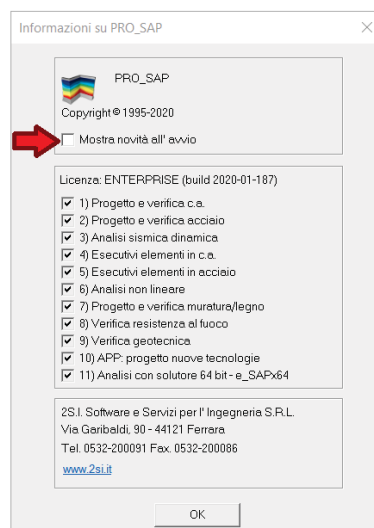 Informazioni su PRO_SAP
PRO_SAP
Copyright © 1995-2020
Mostra novità all' avvio
Licenza: ENTERPRISE (build 2020-01-187)
1) Progetto e verifica c.a.
2) Progetto e verifica acciaio
3) Analisi sismica dinamica
4) Esecutivi elementi in c.a.
5) Esecutivi elementi in acciaio
6) Analisi non lineare
7) Progetto e verifica muratura/legno
8) Verifica resistenza al fuoco
9) Verifica geotecnica
10) APP: progetto nuove tecnologie
11) Analisi con solutore 64 bit - e_SAPx64
2S.I. Software e Servizi per l' Ingegneria S.R.L.
Via Garibaldi, 90 - 44121 Ferrara
Tel. 0532-200091 Fax. 0532-200086
www.2si.it
OK